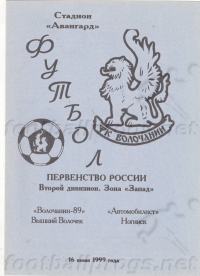 Стадион
«Авангард»
ФУТБОЛ
ФК ВОЛОЧАНИН
ПЕРВЕНСТВО РОССИИ
Второй дивизион. Зона «Запад»
«Волочанин-89» «Автомобилист»
Вышний Волочек Ногинск
16 июня 1999 года